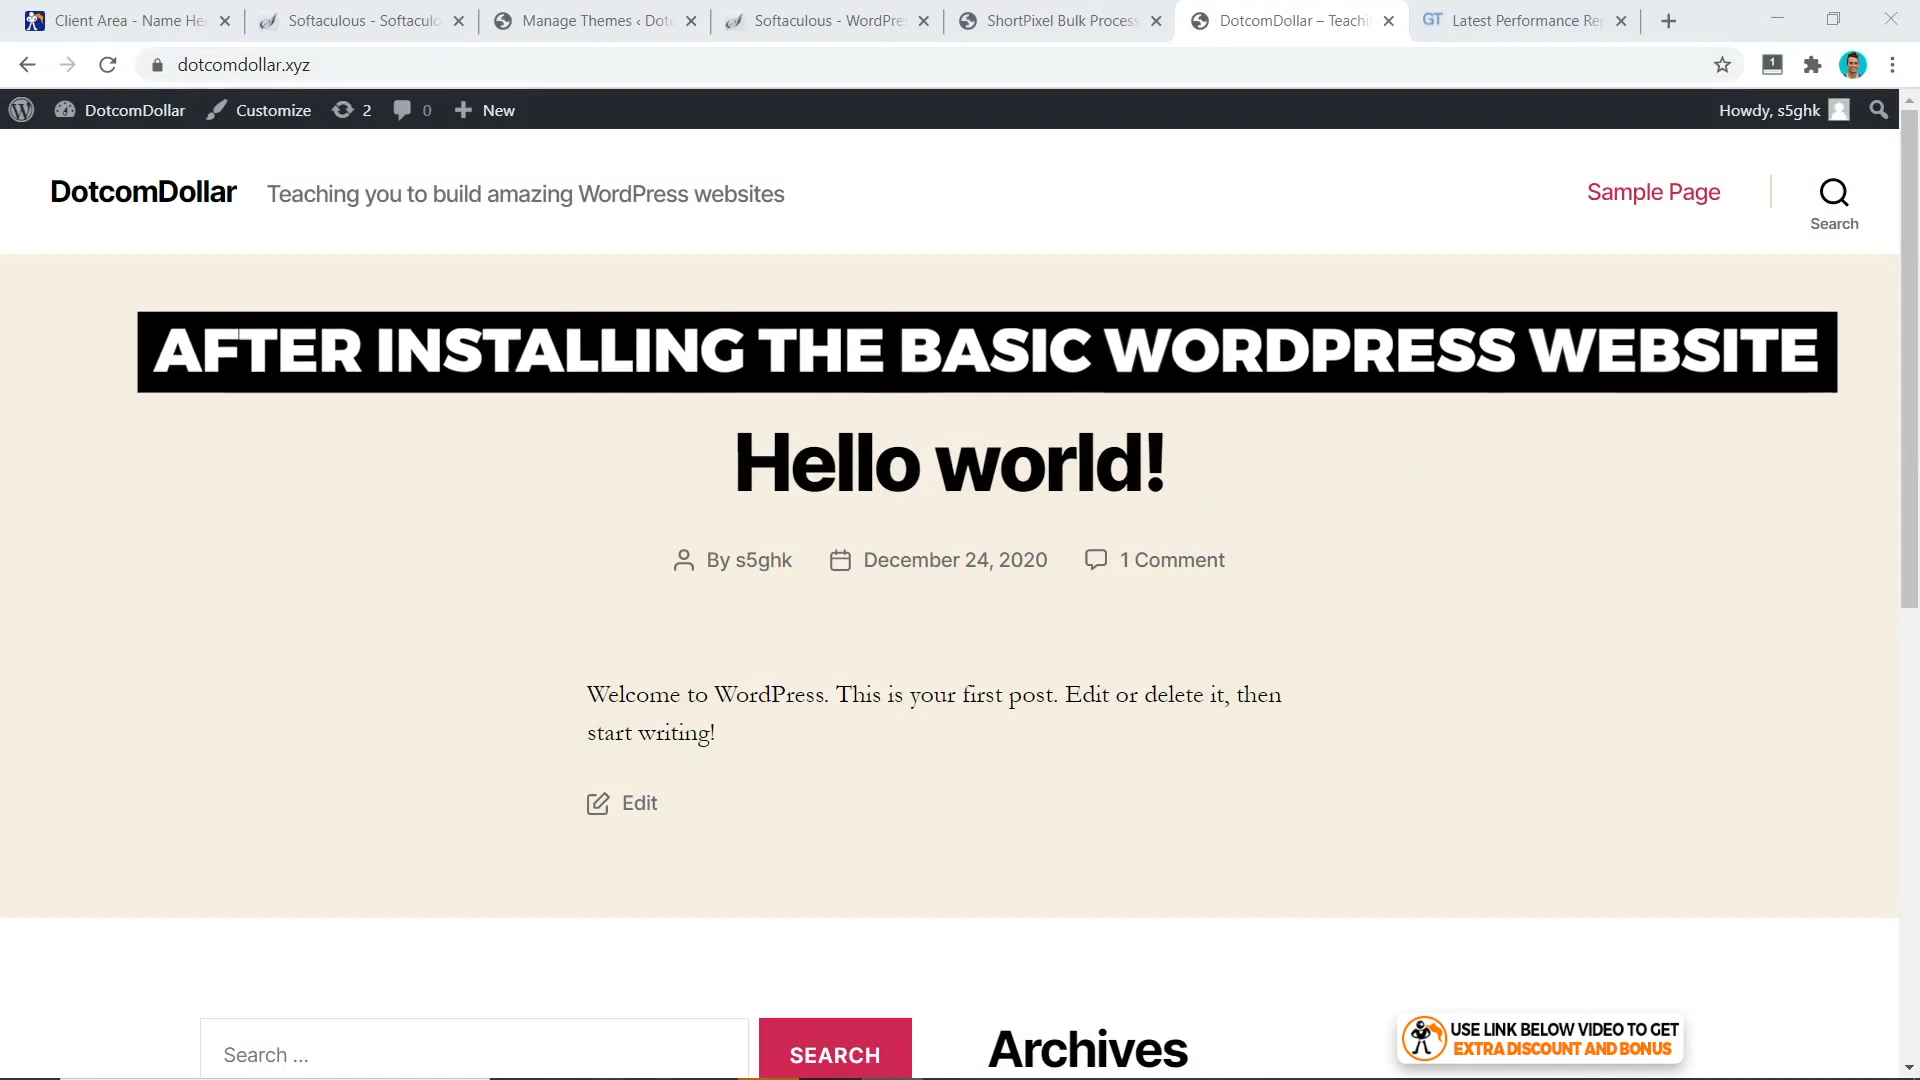 Client Area - Name He
Softaculous - Softaculo
Manage Themes ‹ Dotc
Softaculous - WordPre
ShortPixel Bulk Process
DotcomDollar – Teachi
GT Latest Performance Re
dotcomdollar.xyz
1
DotcomDollar
Customize
2
0
New
Howdy, s5ghk
DotcomDollar
Teaching you to build amazing WordPress websites
Sample Page
Search
AFTER INSTALLING THE BASIC WORDPRESS WEBSITE
Hello world!
By s5ghk
December 24, 2020
1 Comment
Welcome to WordPress. This is your first post. Edit or delete it, then
start writing!
Edit
Search ...
SEARCH
Archives
USE LINK BELOW VIDEO TO GET
EXTRA DISCOUNT AND BONUS